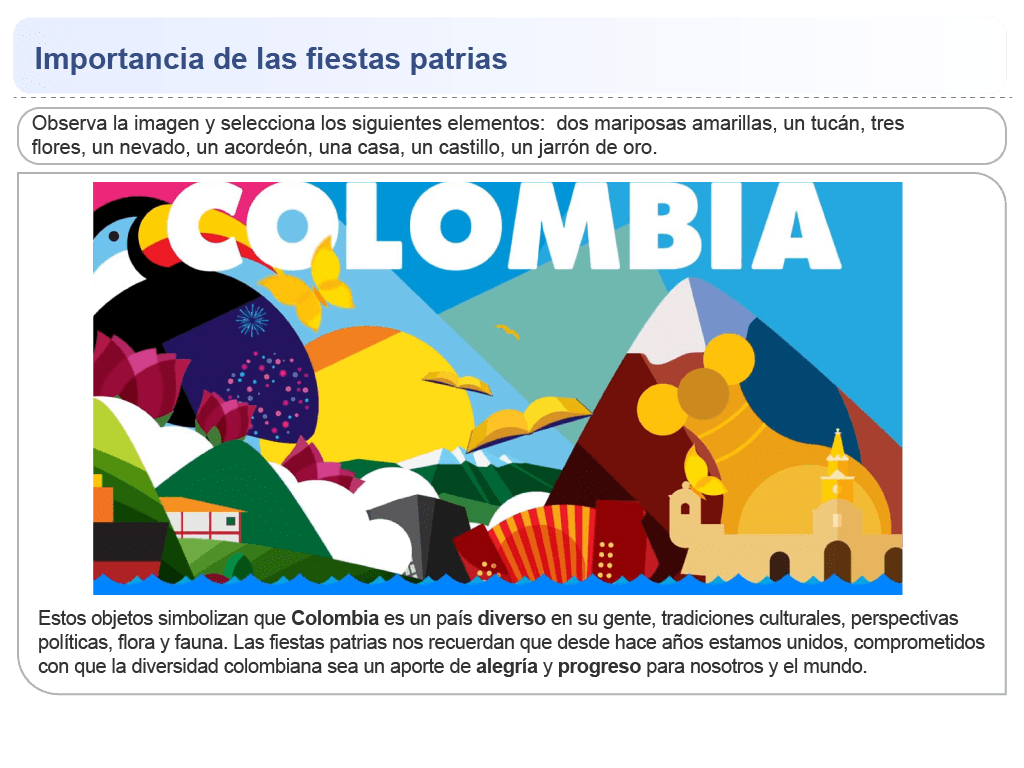 Importancia de las fiestas patrias
Observa la imagen y selecciona los siguientes elementos:  dos mariposas amarillas, un tucán, tres
flores, un nevado, un acordeón, una casa, un castillo, un jarrón de oro.
COLOMBIA
Estos objetos simbolizan que Colombia es un país diverso en su gente, tradiciones culturales, perspectivas
políticas, flora y fauna. Las fiestas patrias nos recuerdan que desde hace años estamos unidos, comprometidos
con que la diversidad colombiana sea un aporte de alegría y progreso para nosotros y el mundo.